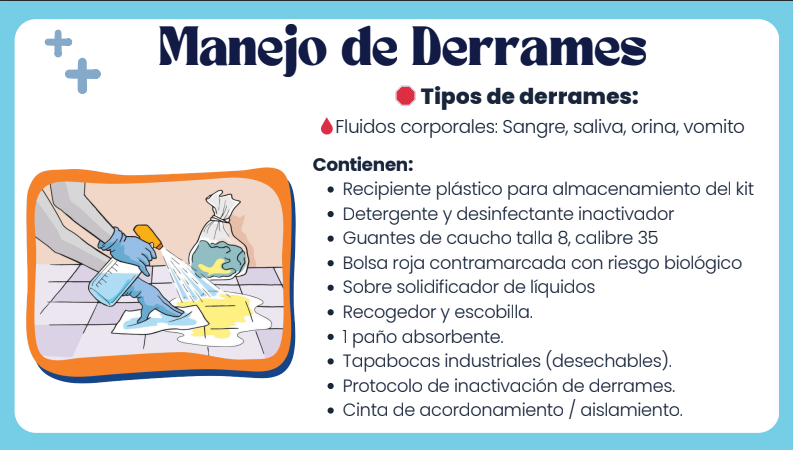 Manejo de Derrames
Tipos de derrames:
Fluidos corporales: Sangre, saliva, orina, vomito
Contienen:
• Recipiente plástico para almacenamiento del kit
• Detergente y desinfectante inactivador
• Guantes de caucho talla 8, calibre 35
• Bolsa roja contramarcada con riesgo biológico
• Sobre solidificador de líquidos
• Recogedor y escobilla.
• 1 paño absorbente.
• Tapabocas industriales (desechables).
• Protocolo de inactivación de derrames.
• Cinta de acordonamiento / aislamiento.